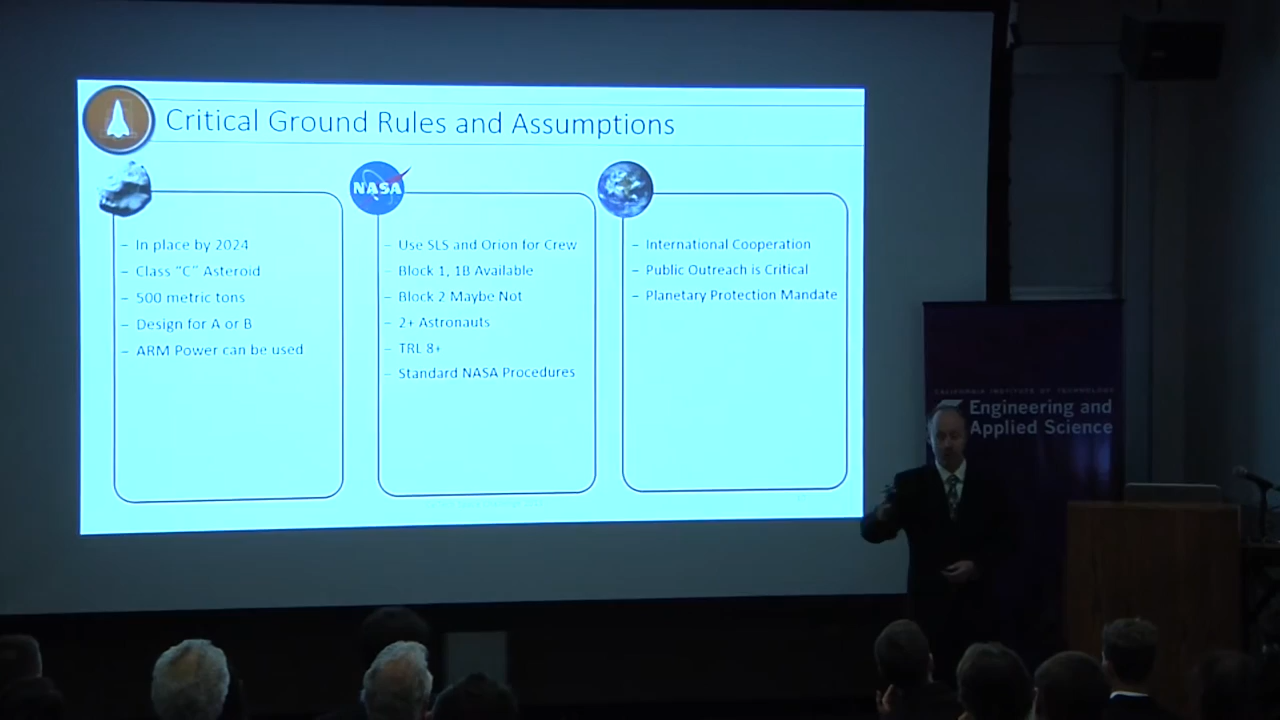 Critical Ground Rules and Assumptions
– In place by 2024
– Class "C" Asteroid
– 500 metric tons
– Design for A or B
– ARM Power can be used
NASA
– Use SLS and Orion for Crew
– Block 1, 1B Available
– Block 2 Maybe Not
– 2+ Astronauts
– TRL 8+
– Standard NASA Procedures
– International Cooperation
– Public Outreach is Critical
– Planetary Protection Mandate
CALIFORNIA INSTITUTE OF TECHNOLOGY
Engineering and
Applied Science